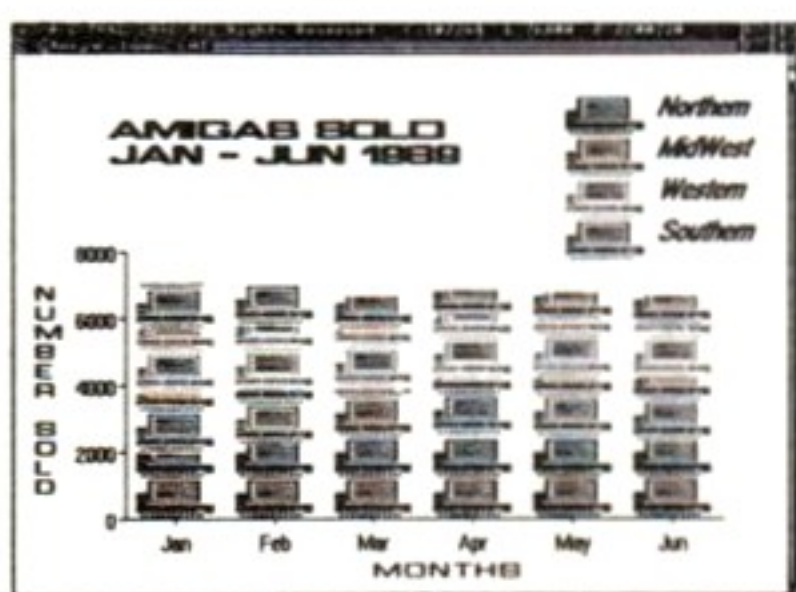 AMIGAS SOLD
JAN - JUN 1989
Northern
MidWest
Western
Southern
NUMBER SOLD
8000
6000
4000
2000
0
Jan
Feb
Mar
Apr
May
Jun
MONTHS